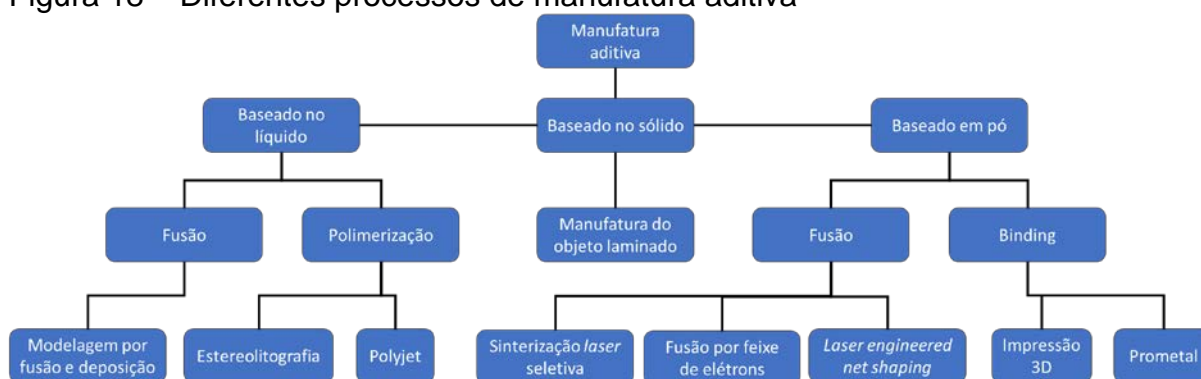 Figura 18 – Diferentes processos de manufatura aditiva
Manufatura
aditiva
Baseado no
líquido
Baseado no sólido
Baseado em pó
Fusão
Polimerização
Manufatura do
objeto laminado
Fusão
Binding
Modelagem por
fusão e deposição
Estereolitografia
Polyjet
Sinterização laser
seletiva
Fusão por feixe
de elétrons
Laser engineered
net shaping
Impressão
3D
Prometal